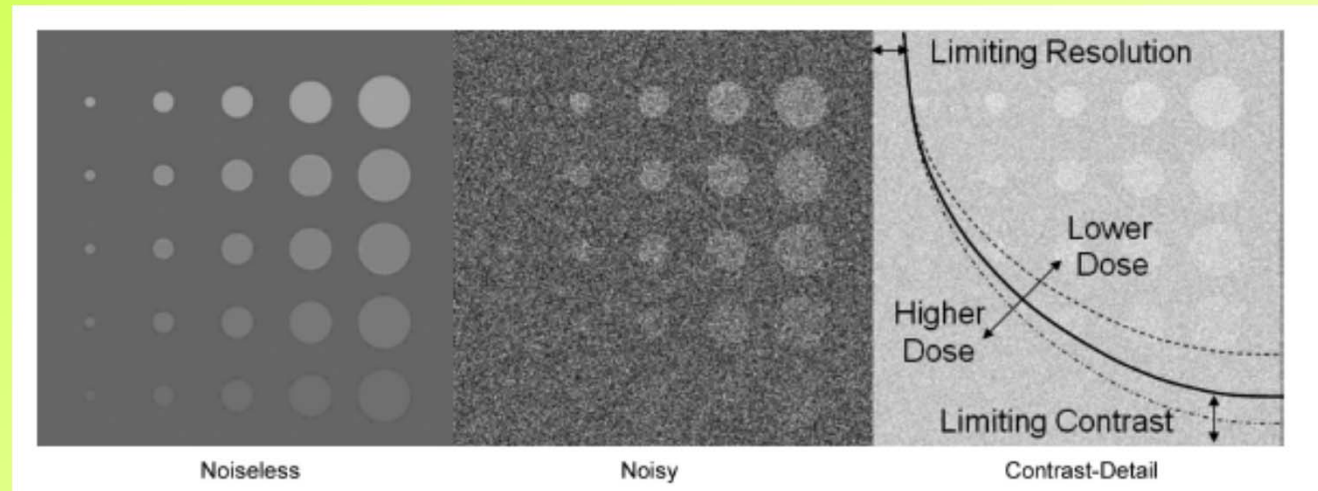 Limiting Resolution
Lower
Dose
Higher
Dose
Limiting Contrast
Noiseless
Noisy
Contrast-Detail